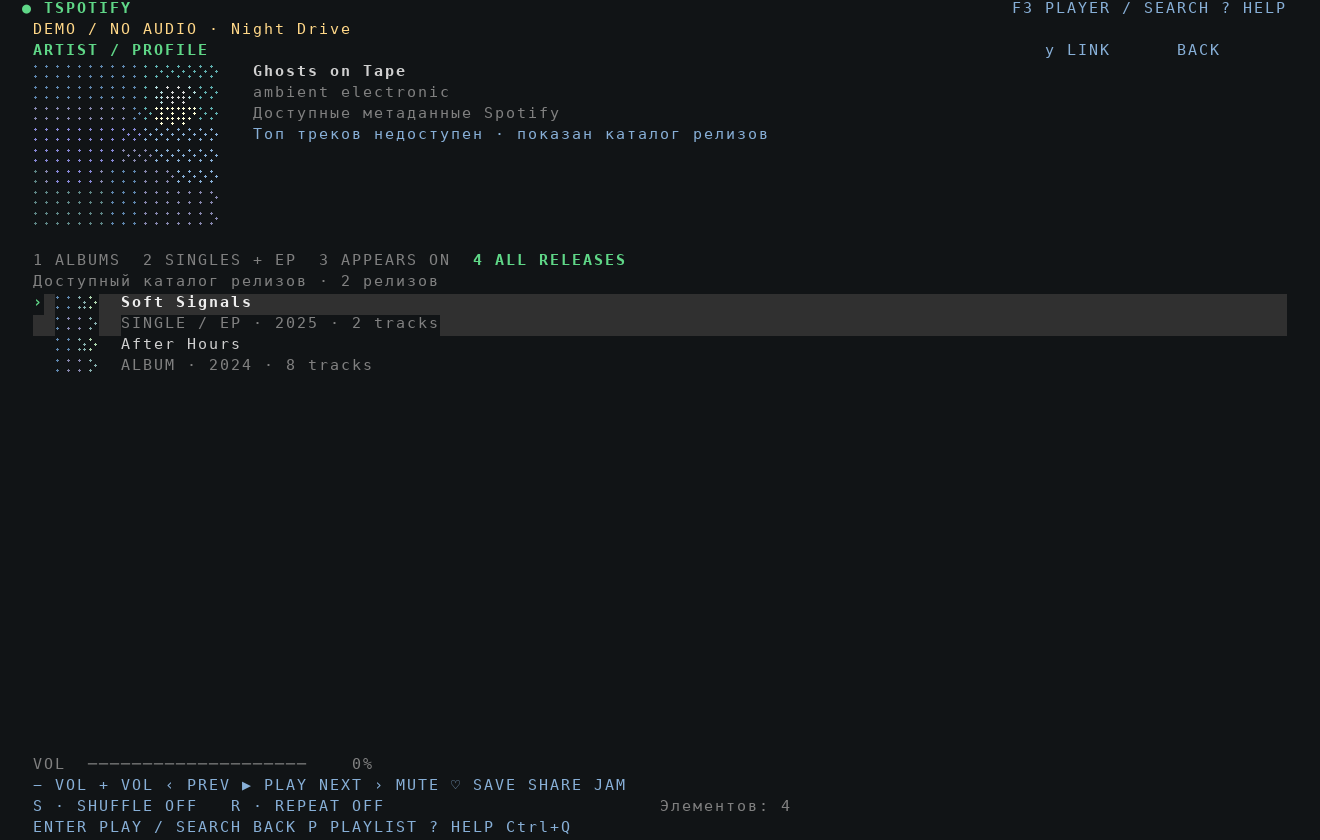 ● TSPOTIFY F3 PLAYER / SEARCH ? HELP
DEMO / NO AUDIO · Night Drive
ARTIST / PROFILE y LINK BACK
Ghosts on Tape
ambient electronic
Доступные метаданные Spotify
Топ треков недоступен · показан каталог релизов
1 ALBUMS 2 SINGLES + EP 3 APPEARS ON 4 ALL RELEASES
Доступный каталог релизов · 2 релизов
› Soft Signals
SINGLE / EP · 2025 · 2 tracks
After Hours
ALBUM · 2024 · 8 tracks
VOL ──────────────────── 0%
− VOL + VOL ‹ PREV ▶ PLAY NEXT › MUTE ♡ SAVE SHARE JAM
S · SHUFFLE OFF R · REPEAT OFF Элементов: 4
ENTER PLAY / SEARCH BACK P PLAYLIST ? HELP Ctrl+Q